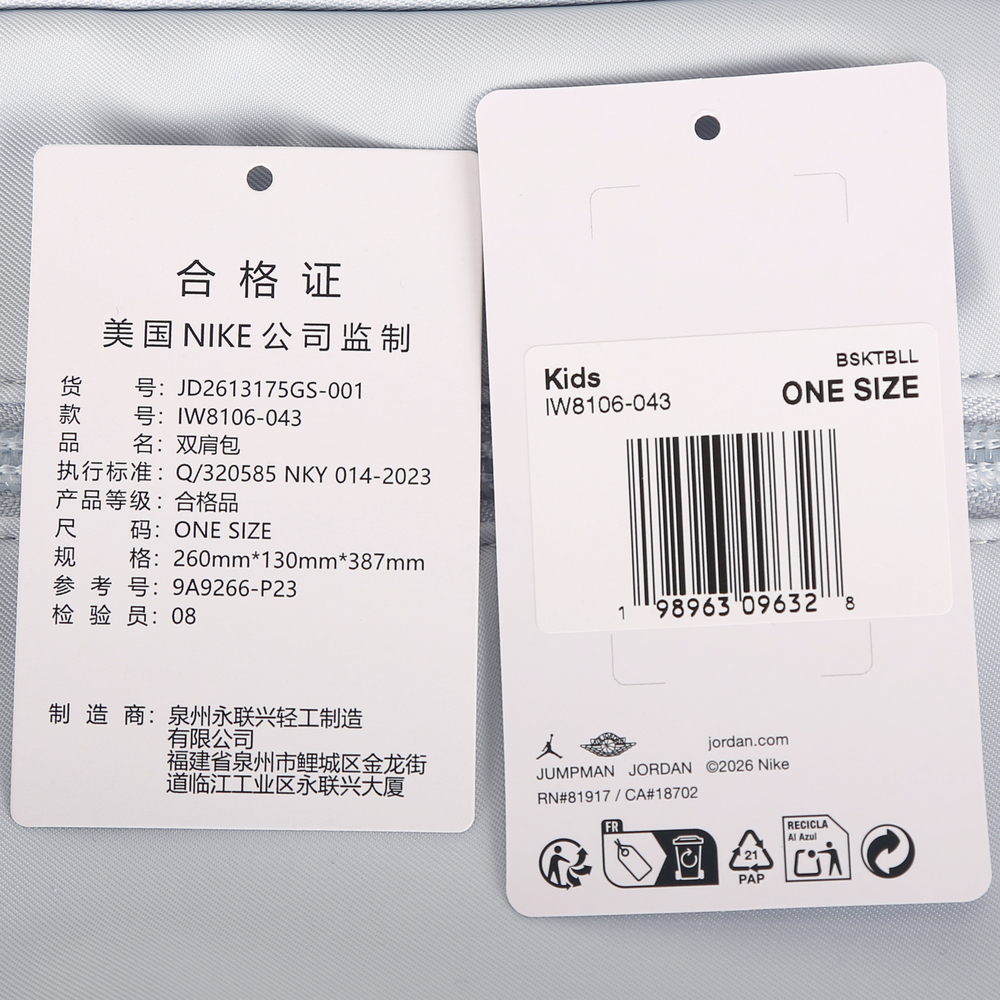 合格证
美国NIKE公司监制
货号：JD2613175GS-001
款号：IW8106-043
品名：双肩包
执行标准：Q/320585 NKY 014-2023
产品等级：合格品
尺码：ONE SIZE
规格：260mm*130mm*387mm
参考号：9A9266-P23
检验员：08
制造商：泉州永联兴轻工制造
有限公司
福建省泉州市鲤城区金龙街
道临江工业区永联兴大厦
BSKTBLL
Kids
ONE SIZE
IW8106-043
1 98963 09632 8
jordan.com
JUMPMAN JORDAN ©2026 Nike
RN#81917 / CA#18702
FR
RECICLA
Al Azul
21
PAP